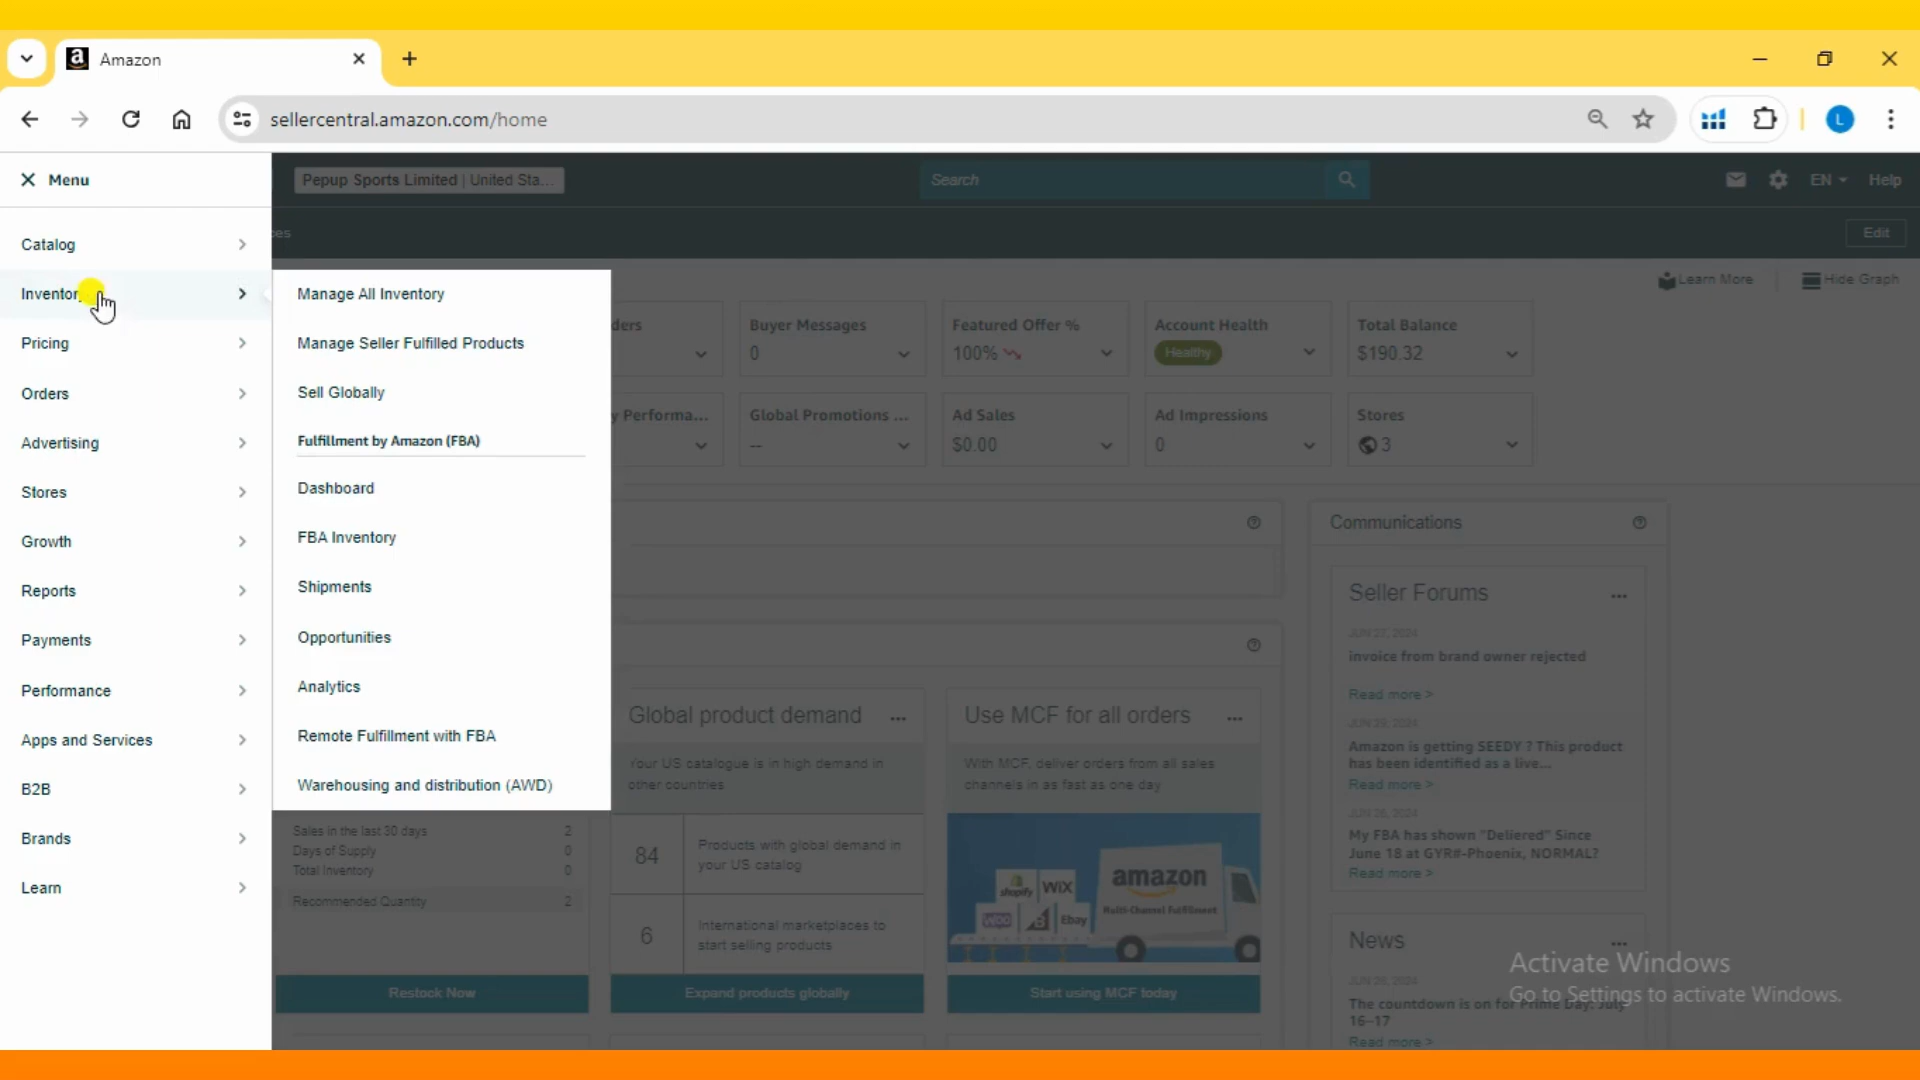 Amazon
sellercentral.amazon.com/home
L
Menu
Pepup Sports Limited | United Sta...
Search
EN
Help
Edit
Catalog
Inventory
Pricing
Orders
Advertising
Stores
Growth
Reports
Payments
Performance
Apps and Services
B2B
Brands
Learn
Manage All Inventory
Manage Seller Fulfilled Products
Sell Globally
Fulfillment by Amazon (FBA)
Dashboard
FBA Inventory
Shipments
Opportunities
Analytics
Remote Fulfillment with FBA
Warehousing and distribution (AWD)
Learn More
Hide Graph
ders
Buyer Messages
0
Featured Offer %
100%
Account Health
Healthy
Total Balance
$190.32
y Performa...
Global Promotions ...
--
Ad Sales
$0.00
Ad Impressions
0
Stores
3
Communications
Seller Forums
JUN 27, 2024
invoice from brand owner rejected
Read more >
JUN 29, 2024
Amazon is getting SEEDY ? This product
has been identified as a live...
Read more >
JUN 26, 2024
My FBA has shown "Deliered" Since
June 18 at GYR#-Phoenix, NORMAL?
Read more >
News
JUN 26, 2024
The countdown is on for Prime Day: July
16–17
Read more >
Sales in the last 30 days 2
Days of Supply 0
Total Inventory 0
Recommended Quantity 2
Restock Now
Global product demand
Your US catalogue is in high demand in
other countries
84
Products with global demand in
your US catalog
6
International marketplaces to
start selling products
Expand products globally
Use MCF for all orders
With MCF, deliver orders from all sales
channels in as fast as one day
shopify
WIX
woo
Ebay
amazon
Multi-Channel Fulfillment
Start using MCF today
Activate Windows
Go to Settings to activate Windows.